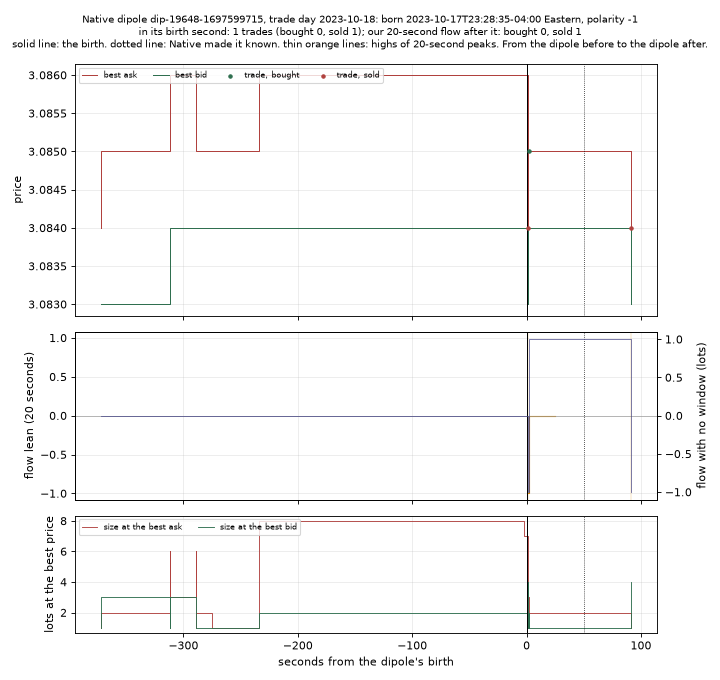 Native dipole dip-19648-1697599715, trade day 2023-10-18: born 2023-10-17T23:28:35-04:00 Eastern, polarity -1
in its birth second: 1 trades (bought 0, sold 1); our 20-second flow after it: bought 0, sold 1
solid line: the birth. dotted line: Native made it known. thin orange lines: highs of 20-second peaks. From the dipole before to the dipole after.
best ask
best bid
trade, bought
trade, sold
price
3.0860
3.0855
3.0850
3.0845
3.0840
3.0835
3.0830
flow lean (20 seconds)
1.0
0.5
0.0
−0.5
−1.0
1.0
0.5
0.0
−0.5
−1.0
flow with no window (lots)
size at the best ask
size at the best bid
lots at the best price
8
6
4
2
−300
−200
−100
0
100
seconds from the dipole's birth